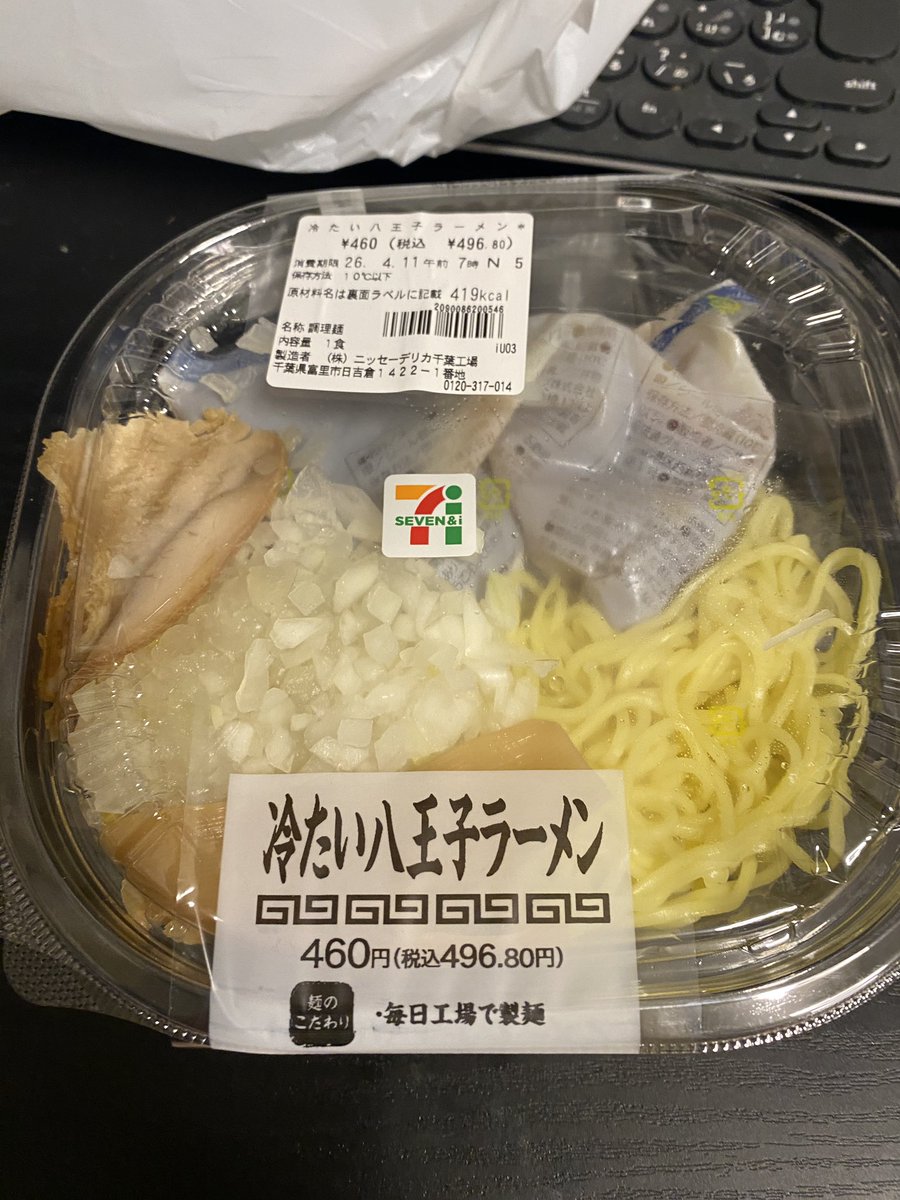 shift
fn
冷たい八王子ラーメン*
¥460 (税込 ¥496.80)
消費期限 26. 4.11午前 7時 N 5
保存方法 10℃以下
原材料名は裏面ラベルに記載 419kcal
2090086200546
名称 調理麺
内容量 1食
iU03
製造者 (株)ニッセーデリカ千葉工場
千葉県富里市日吉倉1422-1番地
0120-317-014
SEVEN&i
冷たい八王子ラーメン
460円(税込496.80円)
麺の
こだわり
・毎日工場で製麺